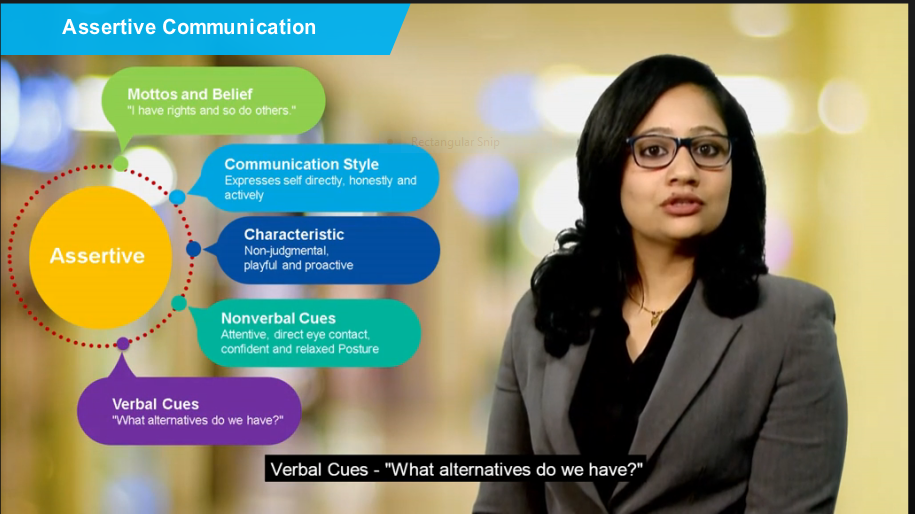 Assertive Communication
Mottos and Belief
"I have rights and so do others."
Rectangular Snip
Communication Style
Expresses self directly, honestly and
actively
Assertive
Characteristic
Non-judgmental,
playful and proactive
Nonverbal Cues
Attentive, direct eye contact,
confident and relaxed Posture
Verbal Cues
"What alternatives do we have?"
Verbal Cues - "What alternatives do we have?"